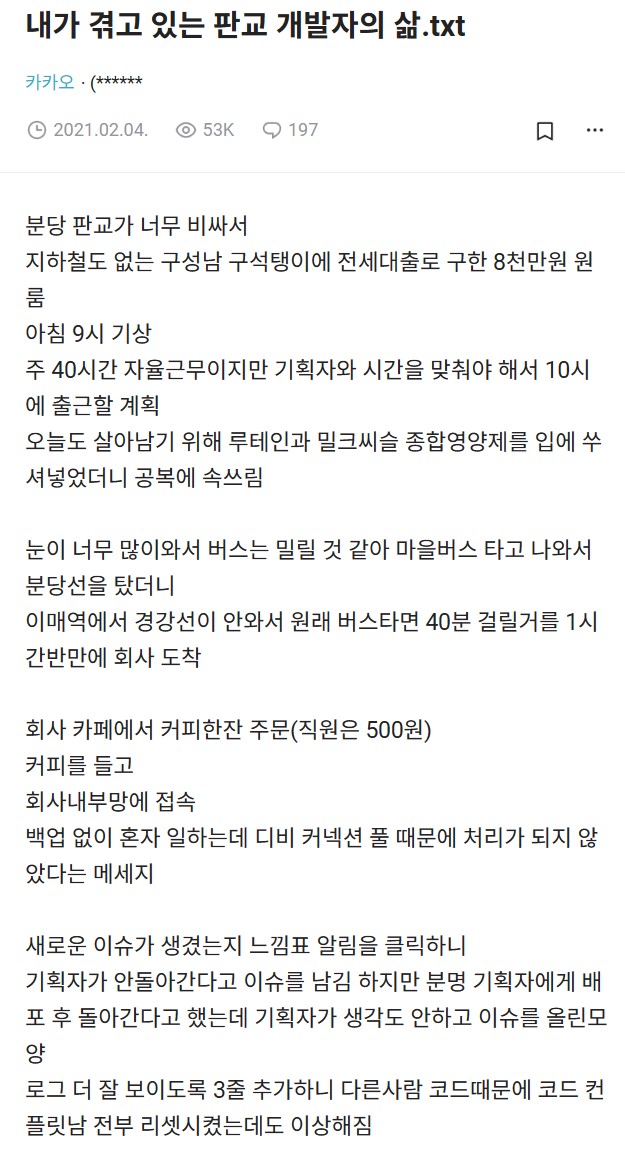 내가 겪고 있는 판교 개발자의 삶.txt
카카오 · (******
2021.02.04. 53K 197
분당 판교가 너무 비싸서
지하철도 없는 구성남 구석탱이에 전세대출로 구한 8천만원 원
룸
아침 9시 기상
주 40시간 자율근무이지만 기획자와 시간을 맞춰야 해서 10시
에 출근할 계획
오늘도 살아남기 위해 루테인과 밀크씨슬 종합영양제를 입에 쑤
셔넣었더니 공복에 속쓰림
눈이 너무 많이와서 버스는 밀릴 것 같아 마을버스 타고 나와서
분당선을 탔더니
이매역에서 경강선이 안와서 원래 버스타면 40분 걸릴거를 1시
간반만에 회사 도착
회사 카페에서 커피한잔 주문(직원은 500원)
커피를 들고
회사내부망에 접속
백업 없이 혼자 일하는데 디비 커넥션 풀 때문에 처리가 되지 않
았다는 메세지
새로운 이슈가 생겼는지 느낌표 알림을 클릭하니
기획자가 안돌아간다고 이슈를 남김 하지만 분명 기획자에게 배
포 후 돌아간다고 했는데 기획자가 생각도 안하고 이슈를 올린모
양
로그 더 잘 보이도록 3줄 추가하니 다른사람 코드때문에 코드 컨
플릿남 전부 리셋시켰는데도 이상해짐